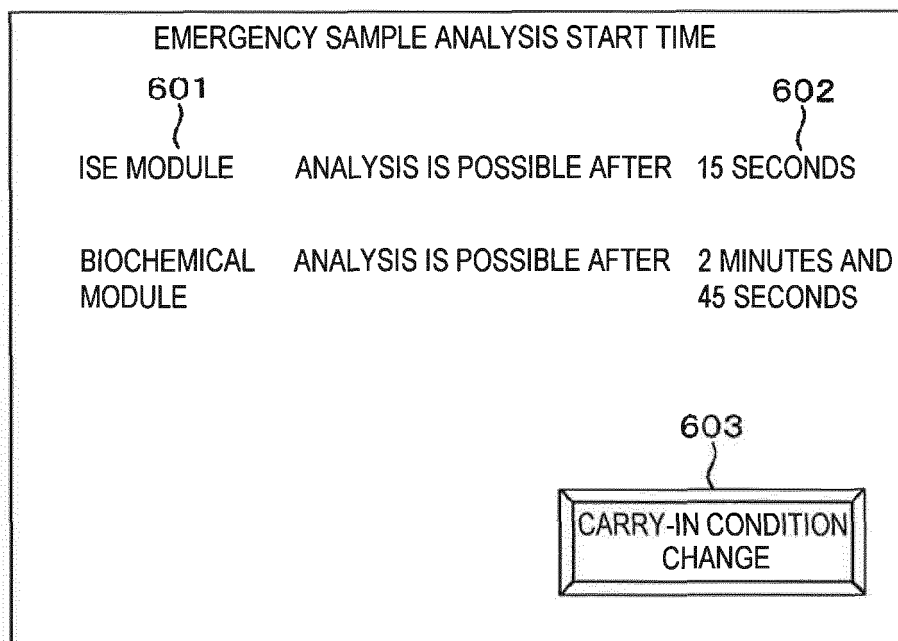 EMERGENCY SAMPLE ANALYSIS START TIME
601 602
ISE MODULE ANALYSIS IS POSSIBLE AFTER 15 SECONDS
BIOCHEMICAL ANALYSIS IS POSSIBLE AFTER 2 MINUTES AND
MODULE 45 SECONDS
603
CARRY-IN CONDITION
CHANGE